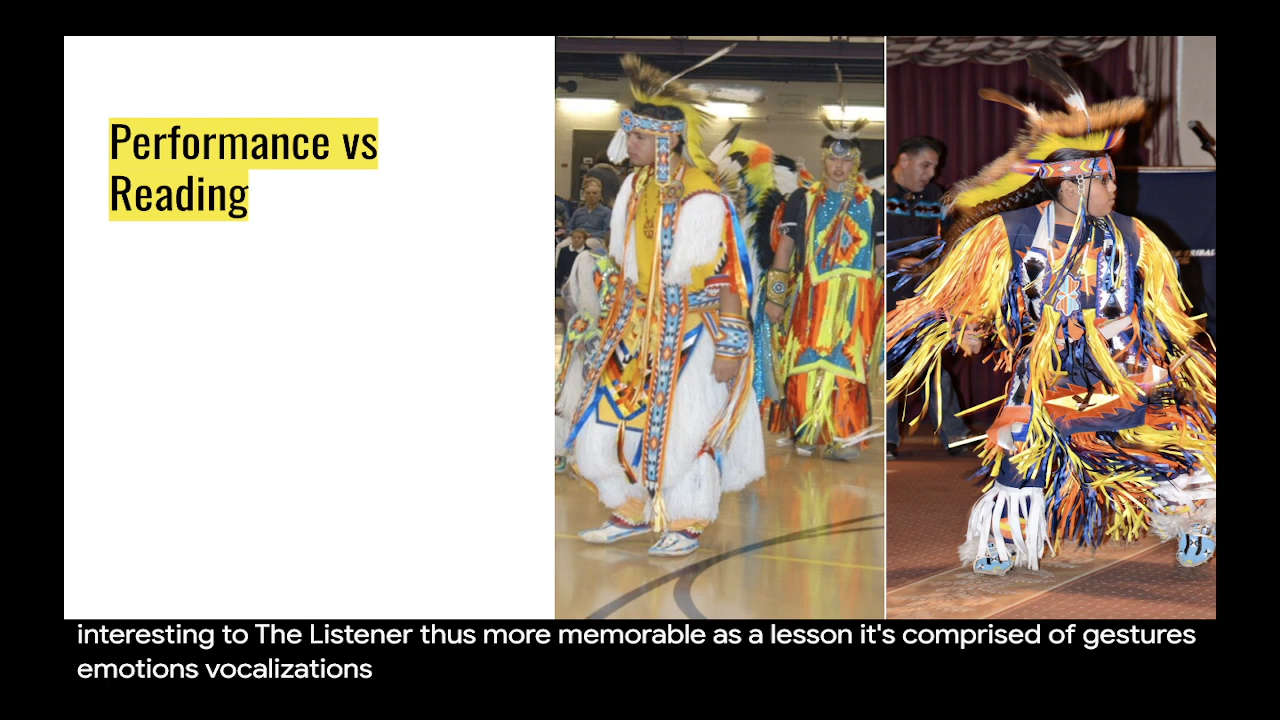 Performance vs
Reading
interesting to The Listener thus more memorable as a lesson it's comprised of gestures
emotions vocalizations